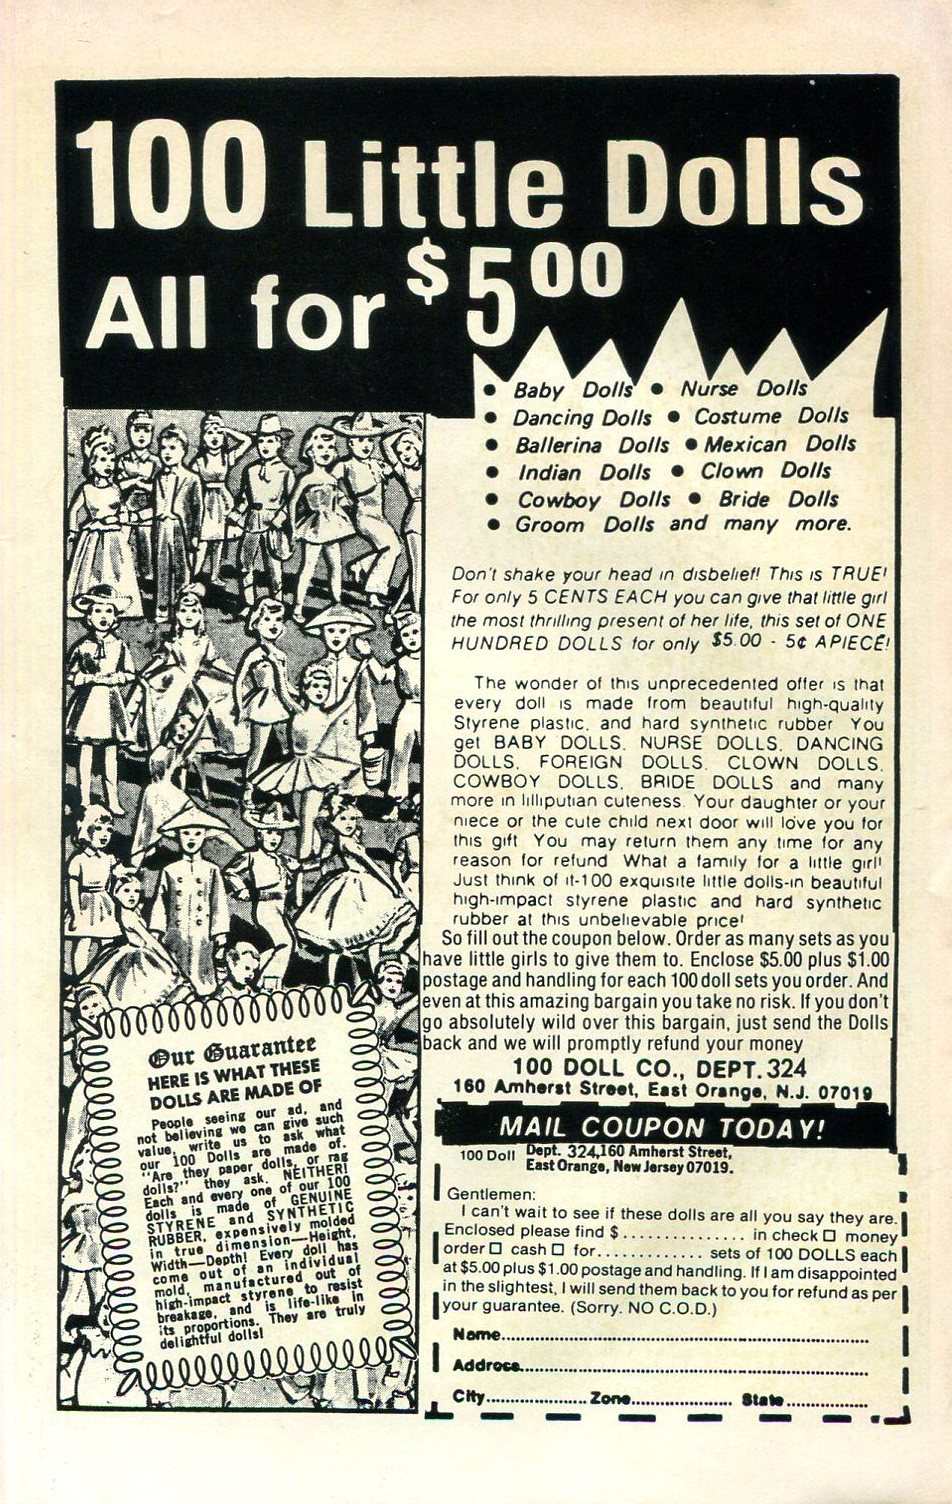 100 Little Dolls
All for $5.00
• Baby Dolls • Nurse Dolls
• Dancing Dolls • Costume Dolls
• Ballerina Dolls • Mexican Dolls
• Indian Dolls • Clown Dolls
• Cowboy Dolls • Bride Dolls
• Groom Dolls and many more.
Don't shake your head in disbelief! This is TRUE!
For only 5 CENTS EACH you can give that little girl
the most thrilling present of her life, this set of ONE
HUNDRED DOLLS for only $5.00 - 5¢ APIECE!
The wonder of this unprecedented offer is that
every doll is made from beautiful high-quality
Styrene plastic, and hard synthetic rubber You
get BABY DOLLS, NURSE DOLLS, DANCING
DOLLS, FOREIGN DOLLS, CLOWN DOLLS,
COWBOY DOLLS, BRIDE DOLLS and many
more in lilliputian cuteness. Your daughter or your
niece or the cute child next door will love you for
this gift You may return them any time for any
reason for refund What a family for a little girl!
Just think of it-100 exquisite little dolls-in beautiful
high-impact styrene plastic and hard synthetic
rubber at this unbelievable price!
So fill out the coupon below. Order as many sets as you
have little girls to give them to. Enclose $5.00 plus $1.00
postage and handling for each 100 doll sets you order. And
even at this amazing bargain you take no risk. If you don't
go absolutely wild over this bargain, just send the Dolls
back and we will promptly refund your money
100 DOLL CO., DEPT. 324
160 Amherst Street, East Orange, N.J. 07019
Our Guarantee
HERE IS WHAT THESE
DOLLS ARE MADE OF
People seeing our ad, and
not believing we can give such
value, write us to ask what
our 100 Dolls are made of.
"Are they paper dolls, or rag
dolls?" they ask. NEITHER!
Each and every one of our 100
dolls is made of GENUINE
STYRENE and SYNTHETIC
RUBBER, expensively molded
in true dimension—Height,
Width—Depth! Every doll has
come out of an individual
mold, manufactured out of
high-impact styrene to resist
breakage, and is life-like in
its proportions. They are truly
delightful dolls!
MAIL COUPON TODAY!
100 Doll Dept. 324,160 Amherst Street,
East Orange, New Jersey 07019.
Gentlemen:
I can't wait to see if these dolls are all you say they are.
Enclosed please find $ ............... in check □ money
order □ cash □ for ............. sets of 100 DOLLS each
at $5.00 plus $1.00 postage and handling. If I am disappointed
in the slightest, I will send them back to you for refund as per
your guarantee. (Sorry. NO C.O.D.)
Name..........
Address..........
City.......... Zone.......... State..........